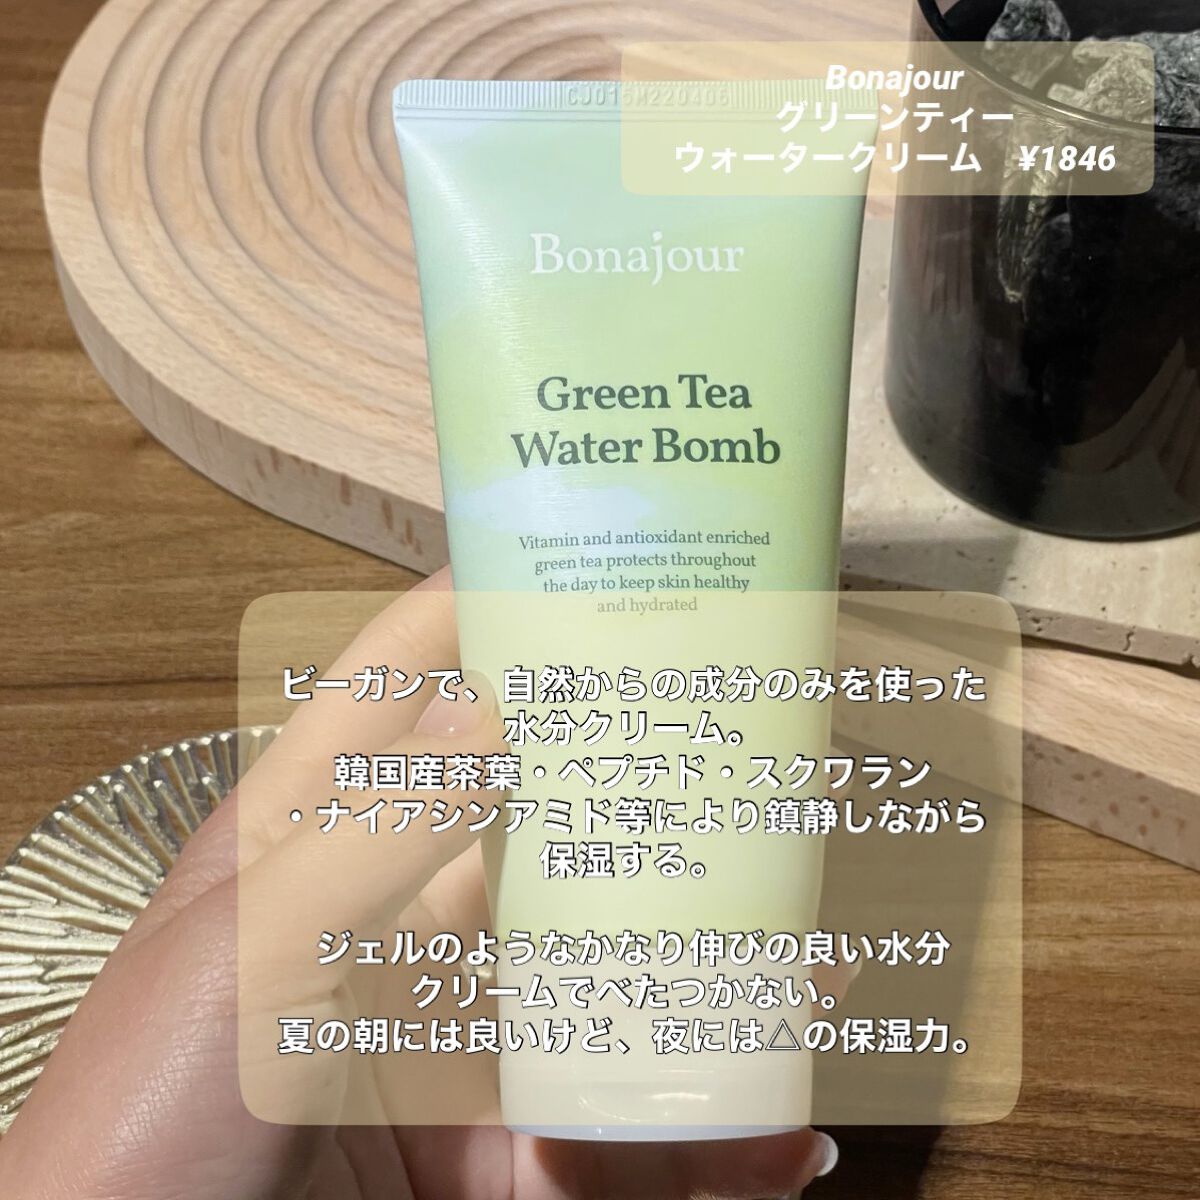 CJ015M220406
Bonajour
グリーンティー
ウォータークリーム ¥1846
Bonajour
Green Tea
Water Bomb
Vitamin and antioxidant enriched
green tea protects throughout
the day to keep skin healthy
and hydrated
ビーガンで、自然からの成分のみを使った
水分クリーム。
韓国産茶葉・ペプチド・スクワラン
・ナイアシンアミド等により鎮静しながら
保湿する。
ジェルのようなかなり伸びの良い水分
クリームでべたつかない。
夏の朝には良いけど、夜には△の保湿力。